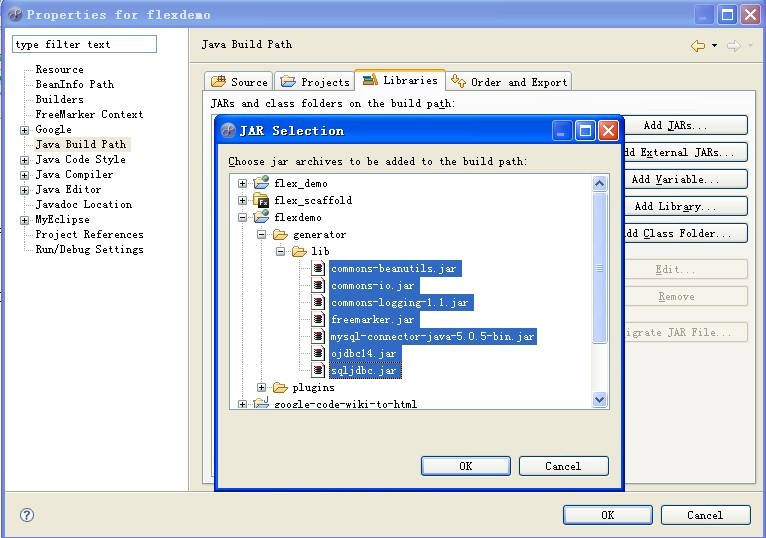 Properties for flexdemo
type filter text
Resource
BeanInfo Path
Builders
FreeMarker Context
Google
Java Build Path
Java Code Style
Java Compiler
Java Editor
Javadoc Location
MyEclipse
Project References
Run/Debug Settings
Java Build Path
Source
Projects
Libraries
Order and Export
JARs and class folders on the build path:
Add JARs...
dd External JARs...
Add Variable...
Add Library...
dd Class Folder...
Edit...
Remove
igrate JAR File...
JAR Selection
Choose jar archives to be added to the build path:
flex_demo
flex_scaffold
flexdemo
generator
lib
commons-beanutils.jar
commons-io.jar
commons-logging-1.1.jar
freemarker.jar
mysql-connector-java-5.0.5-bin.jar
ojdbc14.jar
sqljdbc.jar
plugins
google-code-wiki-to-html
OK
Cancel
OK
Cancel